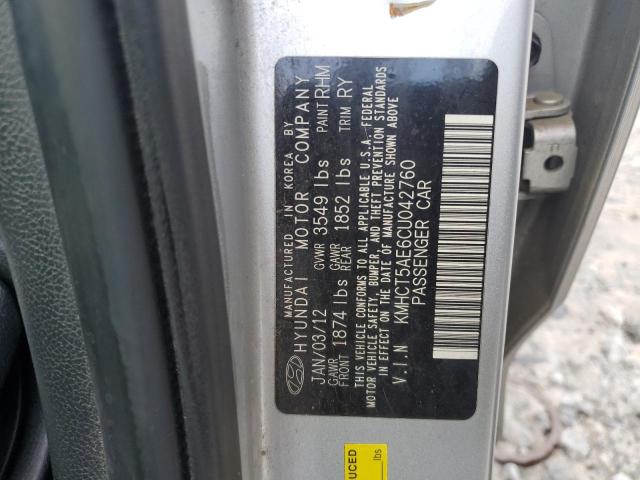 MANUFACTURED IN KOREA BY
HYUNDAI MOTOR COMPANY
JAN/03/12 GVWR 3549 lbs PAINT RHM
GAWR FRONT 1874 lbs GAWR REAR 1852 lbs TRIM RY
THIS VEHICLE CONFORMS TO ALL APPLICABLE U.S.A. FEDERAL
MOTOR VEHICLE SAFETY, BUMPER, AND THEFT PREVENTION STANDARDS
IN EFFECT ON THE DATE OF MANUFACTURE SHOWN ABOVE
V.I.N KMHCT5AE6CU042760
PASSENGER CAR
UCED
lbs